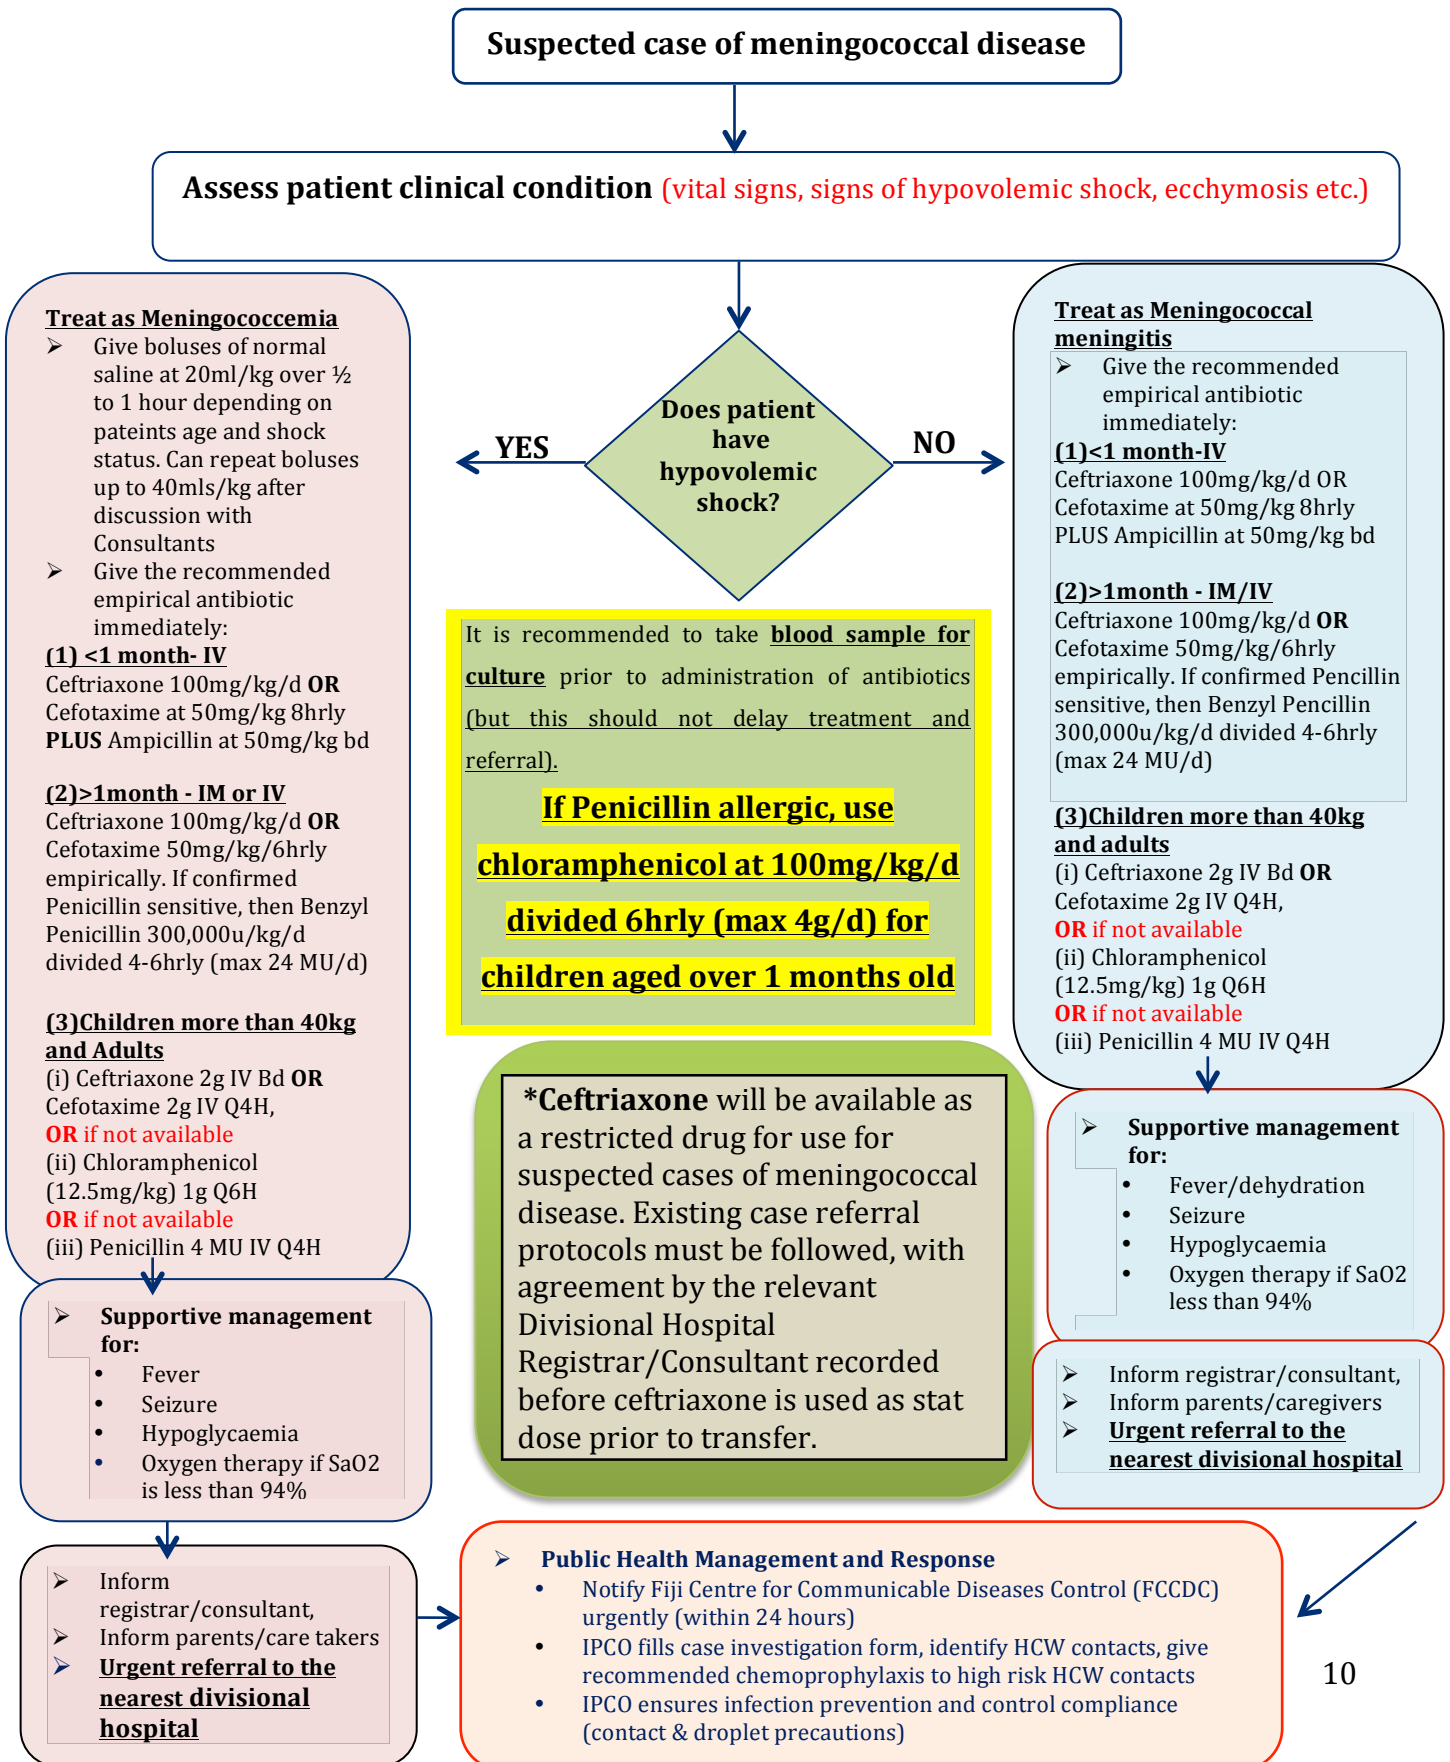 Suspected case of meningococcal disease
Assess patient clinical condition (vital signs, signs of hypovolemic shock, ecchymosis etc.)
Does patient
have
hypovolemic
shock?
YES
NO
Treat as Meningococcemia
➢ Give boluses of normal
saline at 20ml/kg over ½
to 1 hour depending on
pateints age and shock
status. Can repeat boluses
up to 40mls/kg after
discussion with
Consultants
➢ Give the recommended
empirical antibiotic
immediately:
(1) <1 month- IV
Ceftriaxone 100mg/kg/d OR
Cefotaxime at 50mg/kg 8hrly
PLUS Ampicillin at 50mg/kg bd
(2)>1month - IM or IV
Ceftriaxone 100mg/kg/d OR
Cefotaxime 50mg/kg/6hrly
empirically. If confirmed
Penicillin sensitive, then Benzyl
Penicillin 300,000u/kg/d
divided 4-6hrly (max 24 MU/d)
(3)Children more than 40kg
and Adults
(i) Ceftriaxone 2g IV Bd OR
Cefotaxime 2g IV Q4H,
OR if not available
(ii) Chloramphenicol
(12.5mg/kg) 1g Q6H
OR if not available
(iii) Penicillin 4 MU IV Q4H
➢ Supportive management
for:
• Fever
• Seizure
• Hypoglycaemia
• Oxygen therapy if SaO2
is less than 94%
➢ Inform
registrar/consultant,
➢ Inform parents/care takers
➢ Urgent referral to the
nearest divisional
hospital
It is recommended to take blood sample for
culture prior to administration of antibiotics
(but this should not delay treatment and
referral).
If Penicillin allergic, use
chloramphenicol at 100mg/kg/d
divided 6hrly (max 4g/d) for
children aged over 1 months old
*Ceftriaxone will be available as
a restricted drug for use for
suspected cases of meningococcal
disease. Existing case referral
protocols must be followed, with
agreement by the relevant
Divisional Hospital
Registrar/Consultant recorded
before ceftriaxone is used as stat
dose prior to transfer.
Treat as Meningococcal
meningitis
➢ Give the recommended
empirical antibiotic
immediately:
(1)<1 month-IV
Ceftriaxone 100mg/kg/d OR
Cefotaxime at 50mg/kg 8hrly
PLUS Ampicillin at 50mg/kg bd
(2)>1month - IM/IV
Ceftriaxone 100mg/kg/d OR
Cefotaxime 50mg/kg/6hrly
empirically. If confirmed Pencillin
sensitive, then Benzyl Pencillin
300,000u/kg/d divided 4-6hrly
(max 24 MU/d)
(3)Children more than 40kg
and adults
(i) Ceftriaxone 2g IV Bd OR
Cefotaxime 2g IV Q4H,
OR if not available
(ii) Chloramphenicol
(12.5mg/kg) 1g Q6H
OR if not available
(iii) Penicillin 4 MU IV Q4H
➢ Supportive management
for:
• Fever/dehydration
• Seizure
• Hypoglycaemia
• Oxygen therapy if SaO2
less than 94%
➢ Inform registrar/consultant,
➢ Inform parents/caregivers
➢ Urgent referral to the
nearest divisional hospital
➢ Public Health Management and Response
• Notify Fiji Centre for Communicable Diseases Control (FCCDC)
urgently (within 24 hours)
• IPCO fills case investigation form, identify HCW contacts, give
recommended chemoprophylaxis to high risk HCW contacts
• IPCO ensures infection prevention and control compliance
(contact & droplet precautions)
10